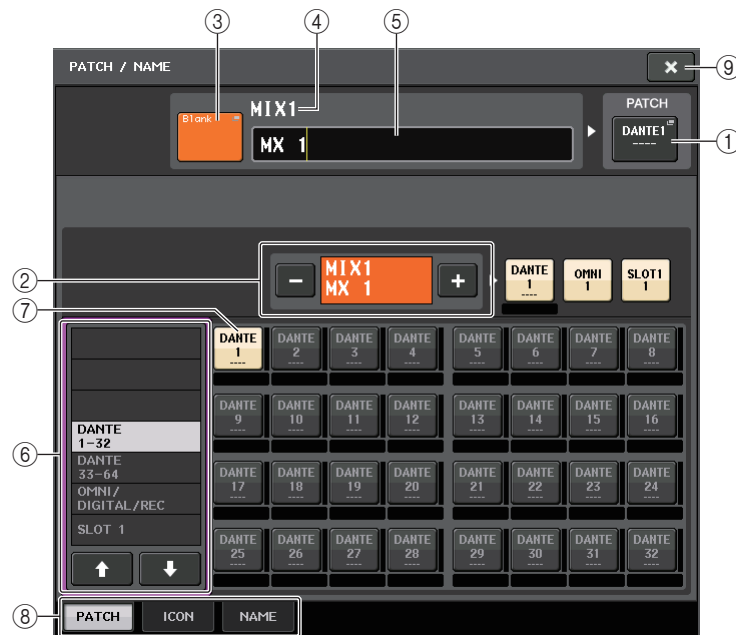 ③ ④ ⑤
PATCH / NAME
⑨
Blank
MIX1
MX 1
PATCH
DANTE1
----
①
②
MIX1
MX 1
DANTE 1 ----
OMNI 1
SLOT1 1
⑦
DANTE 1 ---- DANTE 2 ---- DANTE 3 ---- DANTE 4 ---- DANTE 5 ---- DANTE 6 ---- DANTE 7 ---- DANTE 8 ----
DANTE 9 ---- DANTE 10 ---- DANTE 11 ---- DANTE 12 ---- DANTE 13 ---- DANTE 14 ---- DANTE 15 ---- DANTE 16 ----
DANTE 17 ---- DANTE 18 ---- DANTE 19 ---- DANTE 20 ---- DANTE 21 ---- DANTE 22 ---- DANTE 23 ---- DANTE 24 ----
DANTE 25 ---- DANTE 26 ---- DANTE 27 ---- DANTE 28 ---- DANTE 29 ---- DANTE 30 ---- DANTE 31 ---- DANTE 32 ----
⑥
DANTE
1-32
DANTE
33-64
OMNI/
DIGITAL/REC
SLOT 1
⑧
PATCH ICON NAME